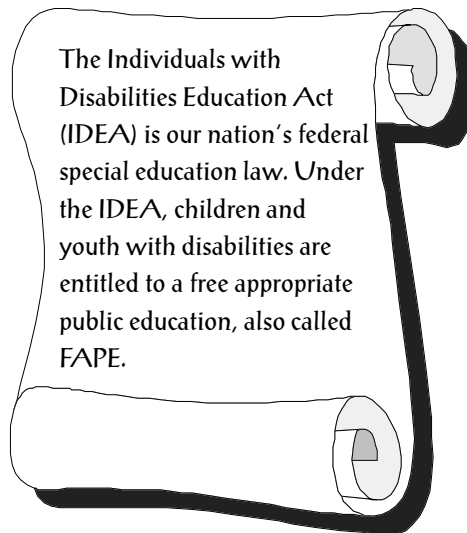 The Individuals with
Disabilities Education Act
(IDEA) is our nation's federal
special education law. Under
the IDEA, children and
youth with disabilities are
entitled to a free appropriate
public education, also called
FAPE.